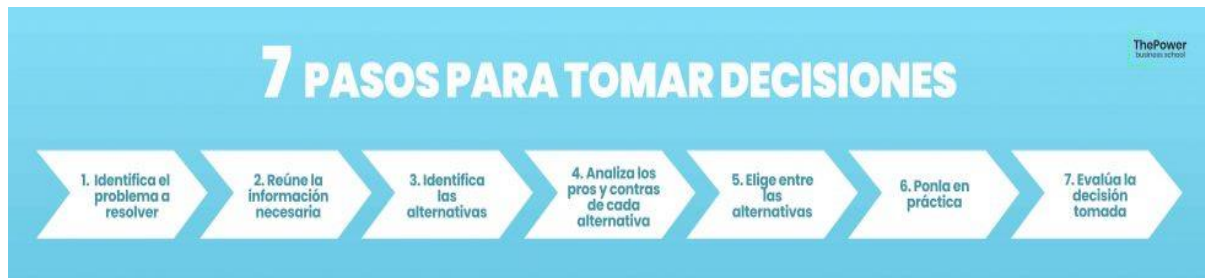 7 PASOS PARA TOMAR DECISIONES
ThePower
business school
1. Identifica el
problema a
resolver
2. Reúne la
información
necesaria
3. Identifica
las
alternativas
4. Analiza los
pros y contras
de cada
alternativa
5. Elige entre
las
alternativas
6. Ponla en
práctica
7. Evalúa la
decisión
tomada